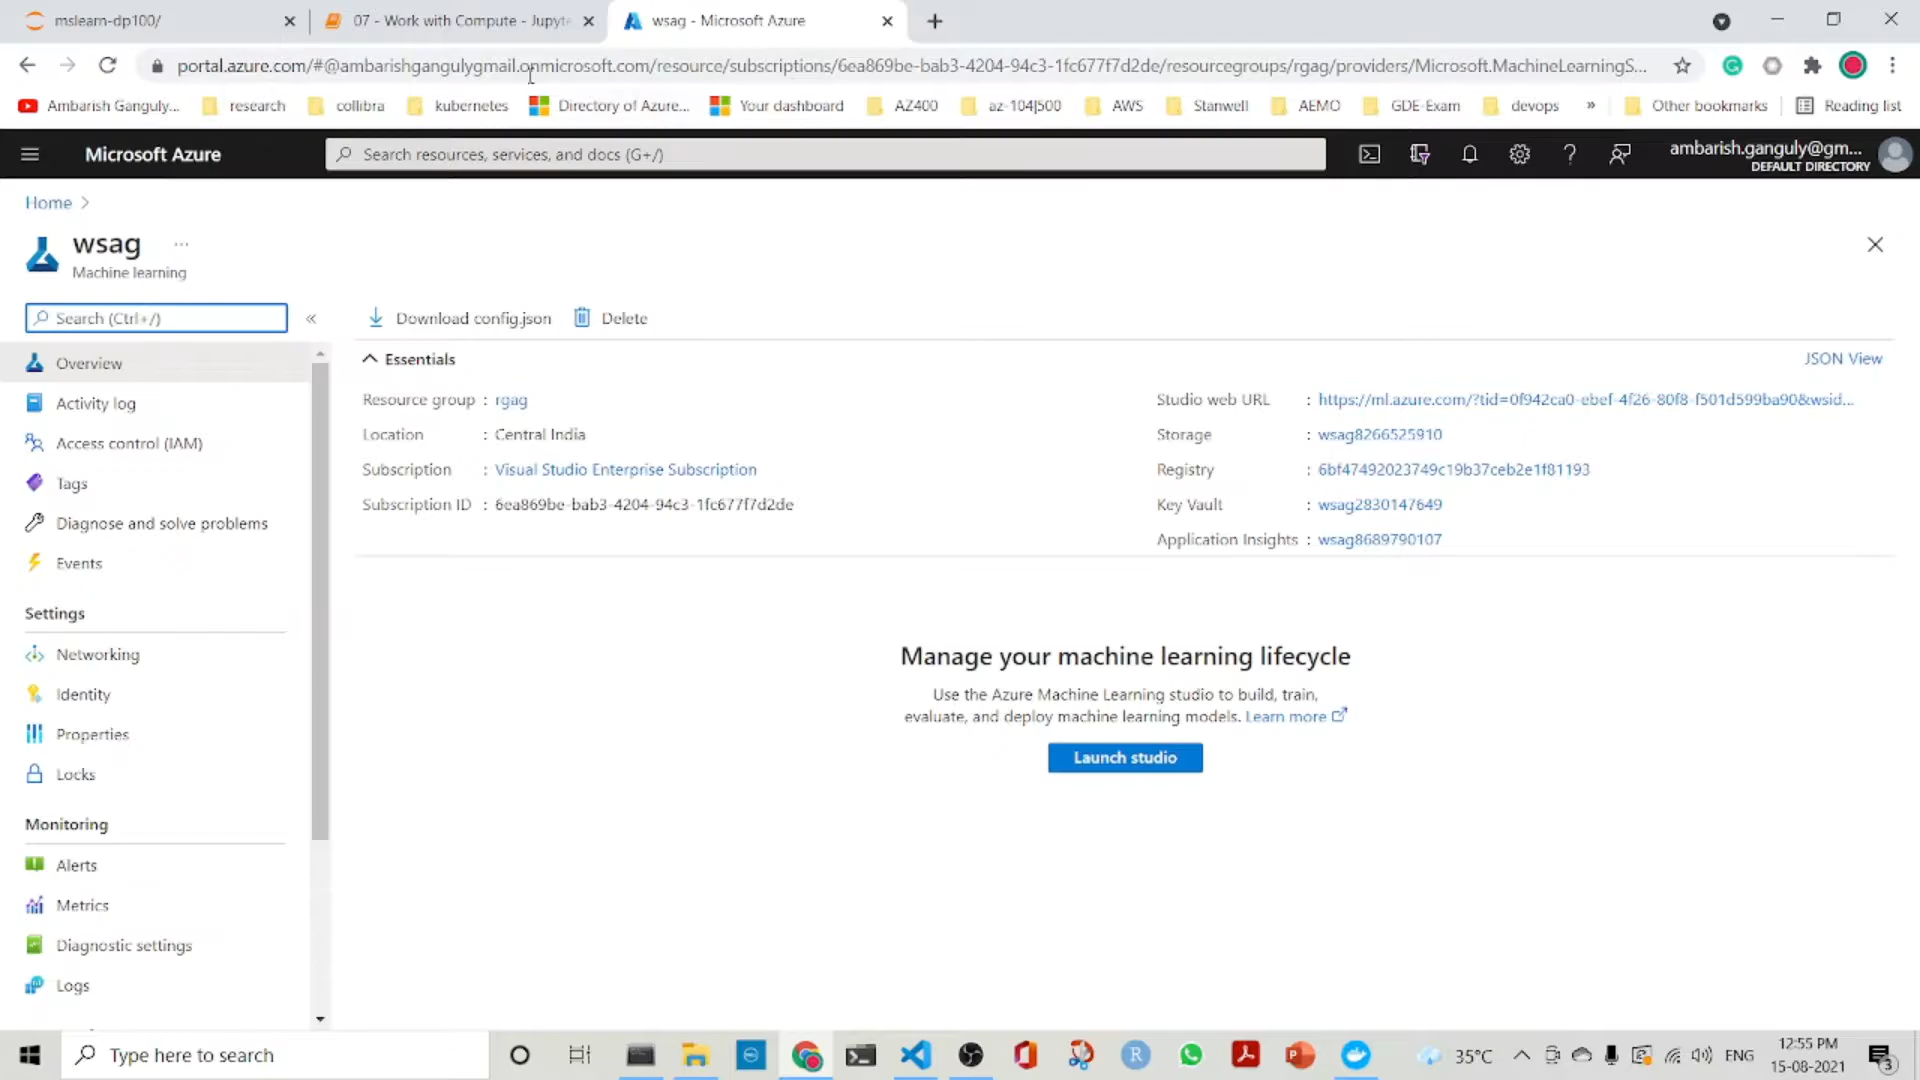 mslearn-dp100/
07 - Work with Compute - Jupyte
wsag - Microsoft Azure
portal.azure.com/#@ambarishgangulygmail.onmicrosoft.com/resource/subscriptions/6ea869be-bab3-4204-94c3-1fc677f7d2de/resourcegroups/rgag/providers/Microsoft.MachineLearningS...
Ambarish Ganguly...
research
collibra
kubernetes
Directory of Azure...
Your dashboard
AZ400
az-104|500
AWS
Stanwell
AEMO
GDE-Exam
devops
»
Other bookmarks
Reading list
Microsoft Azure
Search resources, services, and docs (G+/)
ambarish.ganguly@gm...
DEFAULT DIRECTORY
Home
wsag
...
Machine learning
Search (Ctrl+/)
«
Download config.json
Delete
Overview
Activity log
Access control (IAM)
Tags
Diagnose and solve problems
Events
Settings
Networking
Identity
Properties
Locks
Monitoring
Alerts
Metrics
Diagnostic settings
Logs
Essentials
JSON View
Resource group : rgag
Location : Central India
Subscription : Visual Studio Enterprise Subscription
Subscription ID : 6ea869be-bab3-4204-94c3-1fc677f7d2de
Studio web URL : https://ml.azure.com/?tid=0f942ca0-ebef-4f26-80f8-f501d599ba90&wsid...
Storage : wsag8266525910
Registry : 6bf47492023749c19b37ceb2e1f81193
Key Vault : wsag2830147649
Application Insights : wsag8689790107
Manage your machine learning lifecycle
Use the Azure Machine Learning studio to build, train,
evaluate, and deploy machine learning models. Learn more
Launch studio
Type here to search
35°C
ENG
12:55 PM
15-08-2021
3